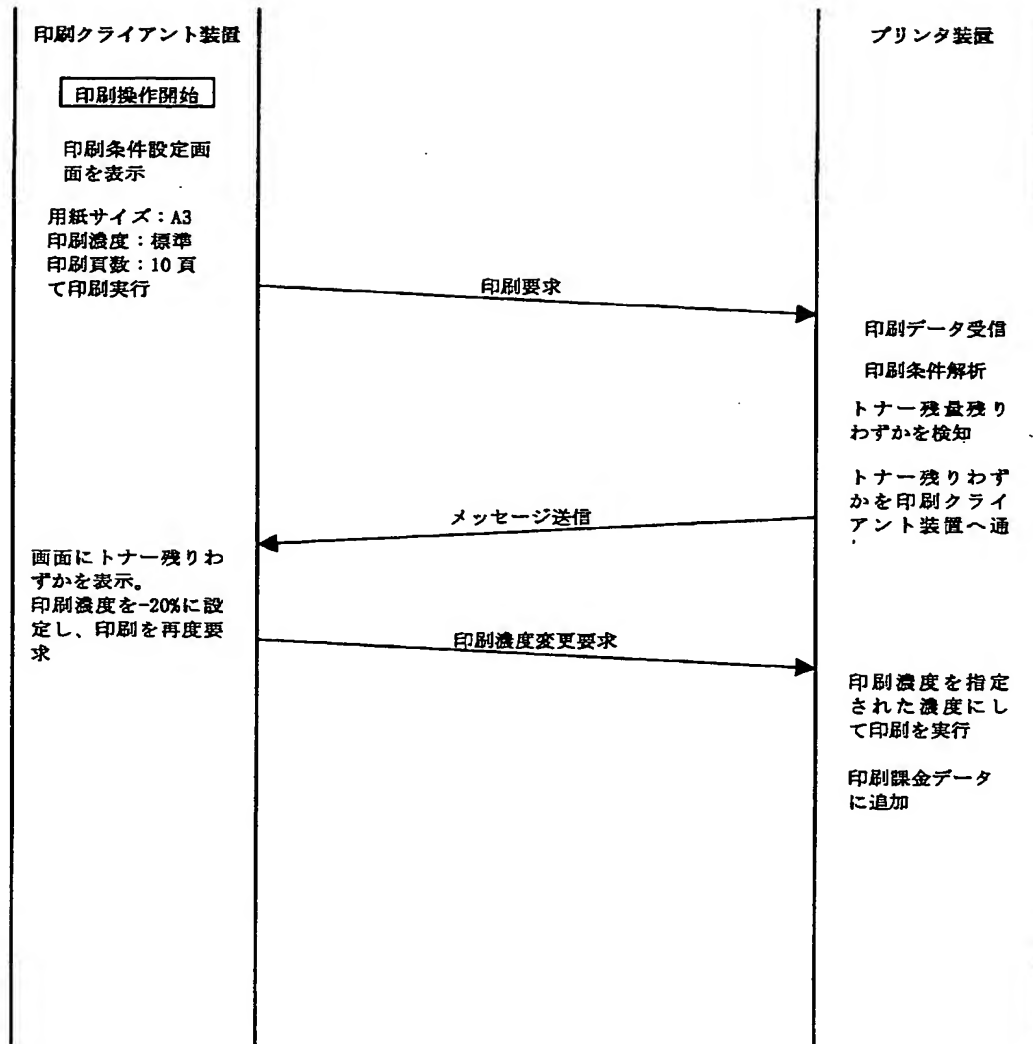 印刷クライアント装置
プリンタ装置
印刷操作開始
印刷条件設定画
面を表示
用紙サイズ：A3
印刷濃度：標準
印刷頁数：10 頁
て印刷実行
印刷要求
印刷データ受信
印刷条件解析
トナー残量残り
わずかを検知
トナー残りわず
かを印刷クライ
アント装置へ通
メッセージ送信
画面にトナー残りわ
ずかを表示。
印刷濃度を-20%に設
定し、印刷を再度要
求
印刷濃度変更要求
印刷濃度を指定
された濃度にし
て印刷を実行
印刷課金データ
に追加